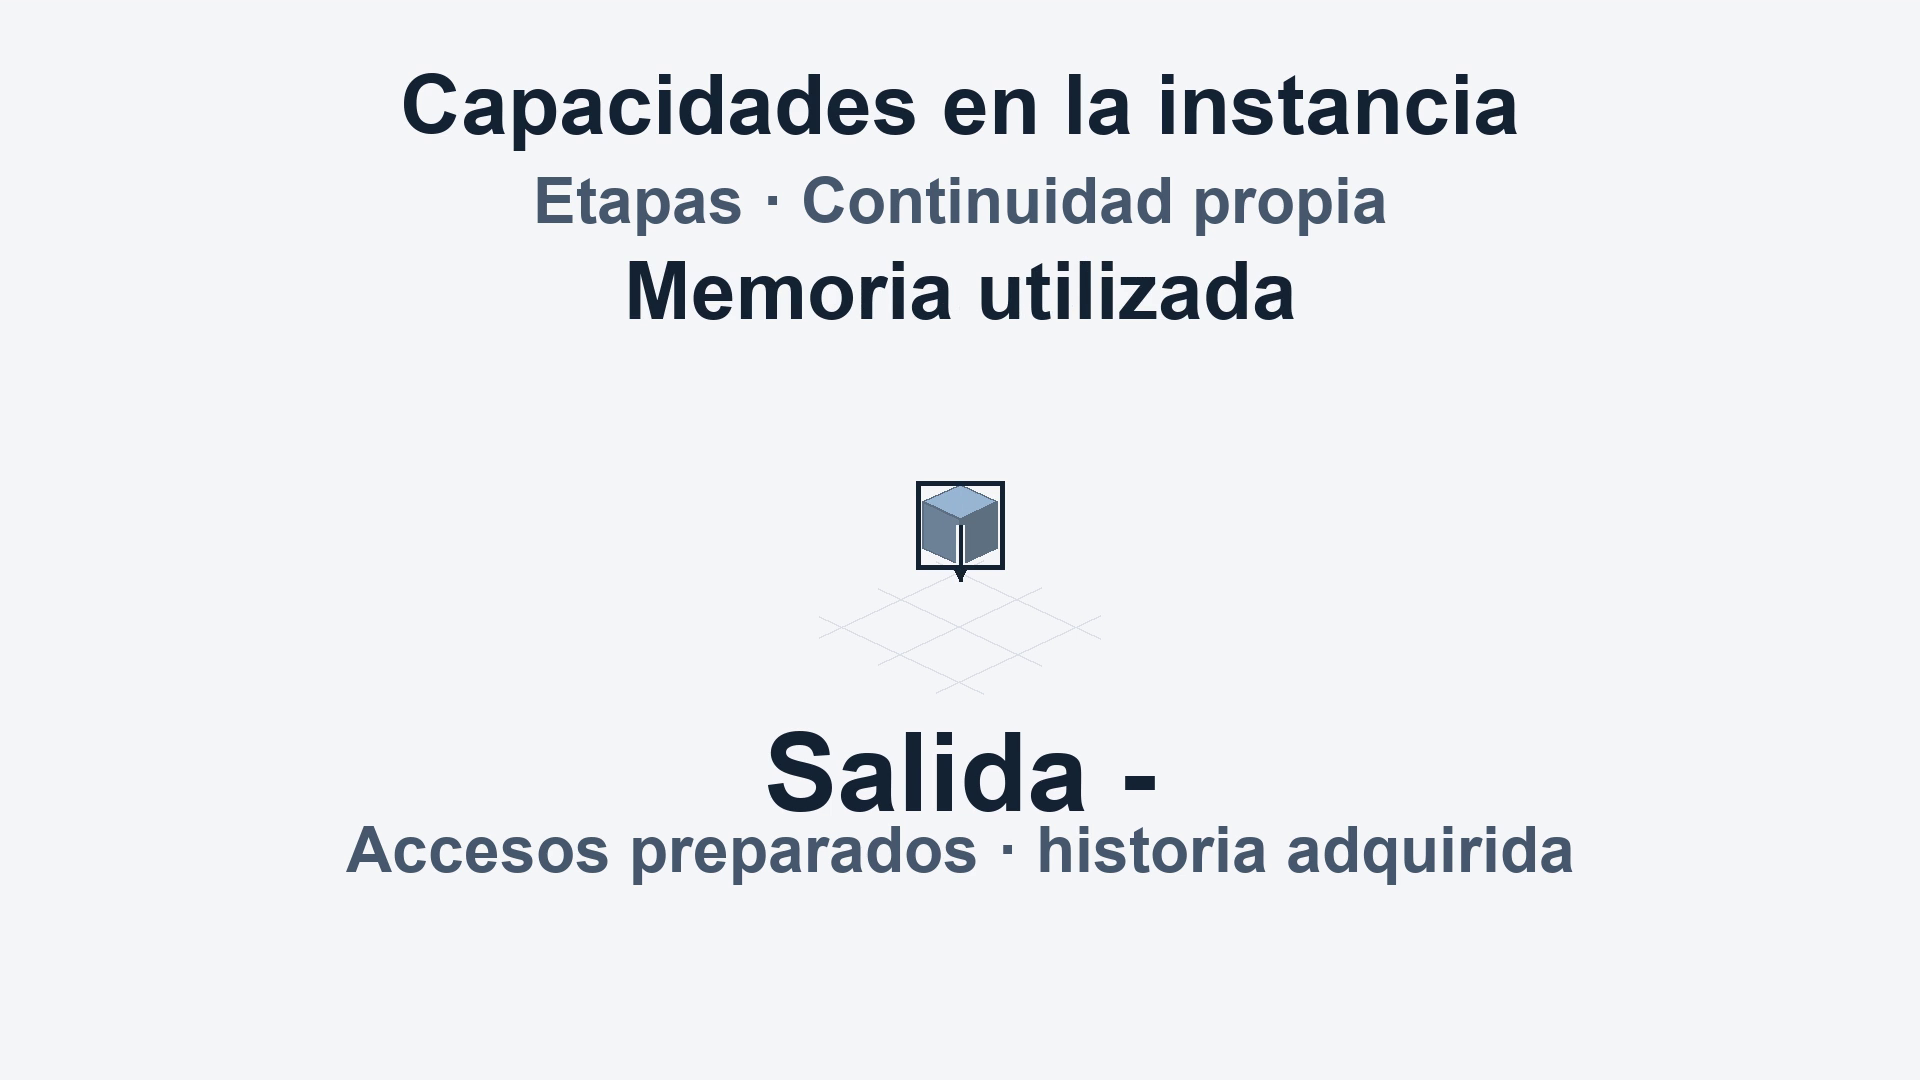 Capacidades en la instancia
Etapas · Continuidad propia
Memoria utilizada
Salida -
Accesos preparados · historia adquirida